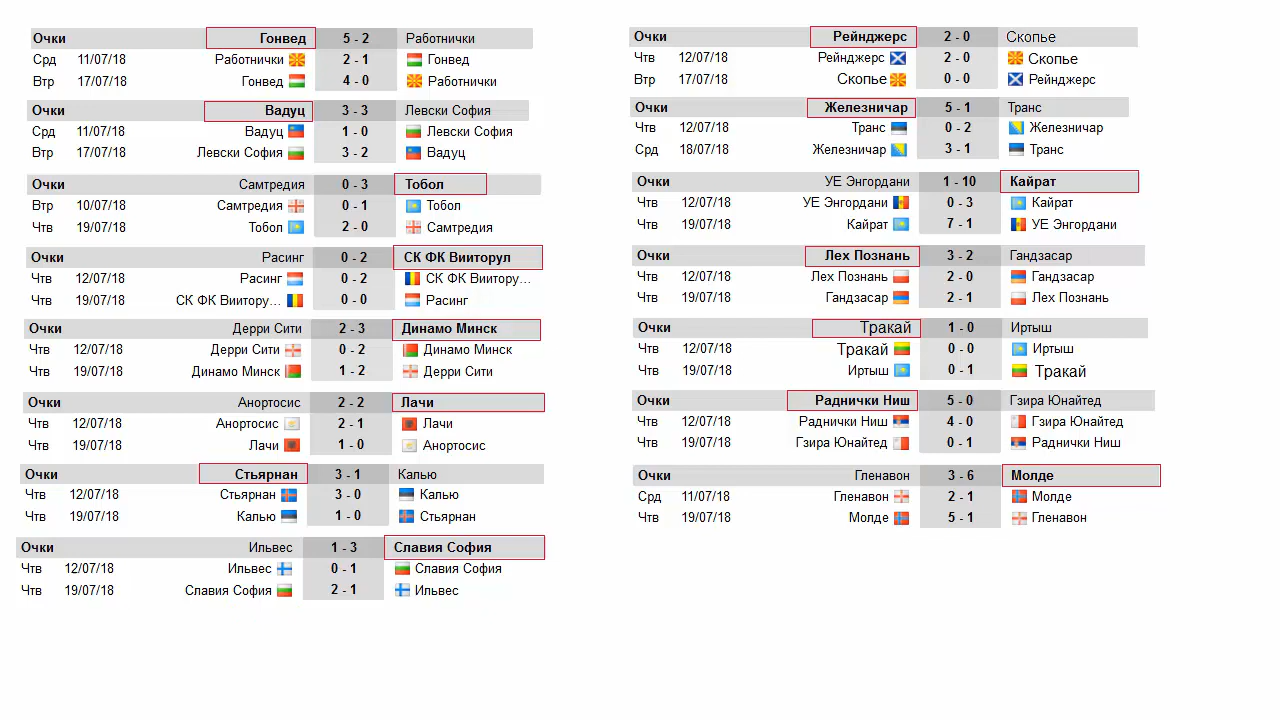 Очки Гонвед 5 - 2 Работнички
Срд 11/07/18 Работнички 2 - 1 Гонвед
Втр 17/07/18 Гонвед 4 - 0 Работнички
Очки Вадуц 3 - 3 Левски София
Срд 11/07/18 Вадуц 1 - 0 Левски София
Втр 17/07/18 Левски София 3 - 2 Вадуц
Очки Самтредия 0 - 3 Тобол
Втр 10/07/18 Самтредия 0 - 1 Тобол
Чтв 19/07/18 Тобол 2 - 0 Самтредия
Очки Расинг 0 - 2 СК ФК Вииторул
Чтв 12/07/18 Расинг 0 - 2 СК ФК Виитору...
Чтв 19/07/18 СК ФК Виитору... 0 - 0 Расинг
Очки Дерри Сити 2 - 3 Динамо Минск
Чтв 12/07/18 Дерри Сити 0 - 2 Динамо Минск
Чтв 19/07/18 Динамо Минск 1 - 2 Дерри Сити
Очки Анортосис 2 - 2 Лачи
Чтв 12/07/18 Анортосис 2 - 1 Лачи
Чтв 19/07/18 Лачи 1 - 0 Анортосис
Очки Стьярнан 3 - 1 Калью
Чтв 12/07/18 Стьярнан 3 - 0 Калью
Чтв 19/07/18 Калью 1 - 0 Стьярнан
Очки Ильвес 1 - 3 Славия София
Чтв 12/07/18 Ильвес 0 - 1 Славия София
Чтв 19/07/18 Славия София 2 - 1 Ильвес
Очки Рейнджерс 2 - 0 Скопье
Чтв 12/07/18 Рейнджерс 2 - 0 Скопье
Втр 17/07/18 Скопье 0 - 0 Рейнджерс
Очки Железничар 5 - 1 Транс
Чтв 12/07/18 Транс 0 - 2 Железничар
Срд 18/07/18 Железничар 3 - 1 Транс
Очки УЕ Энгордани 1 - 10 Кайрат
Чтв 12/07/18 УЕ Энгордани 0 - 3 Кайрат
Чтв 19/07/18 Кайрат 7 - 1 УЕ Энгордани
Очки Лех Познань 3 - 2 Гандзасар
Чтв 12/07/18 Лех Познань 2 - 0 Гандзасар
Чтв 19/07/18 Гандзасар 2 - 1 Лех Познань
Очки Тракай 1 - 0 Иртыш
Чтв 12/07/18 Тракай 0 - 0 Иртыш
Чтв 19/07/18 Иртыш 0 - 1 Тракай
Очки Раднички Ниш 5 - 0 Гзира Юнайтед
Чтв 12/07/18 Раднички Ниш 4 - 0 Гзира Юнайтед
Чтв 19/07/18 Гзира Юнайтед 0 - 1 Раднички Ниш
Очки Гленавон 3 - 6 Молде
Срд 11/07/18 Гленавон 2 - 1 Молде
Чтв 19/07/18 Молде 5 - 1 Гленавон